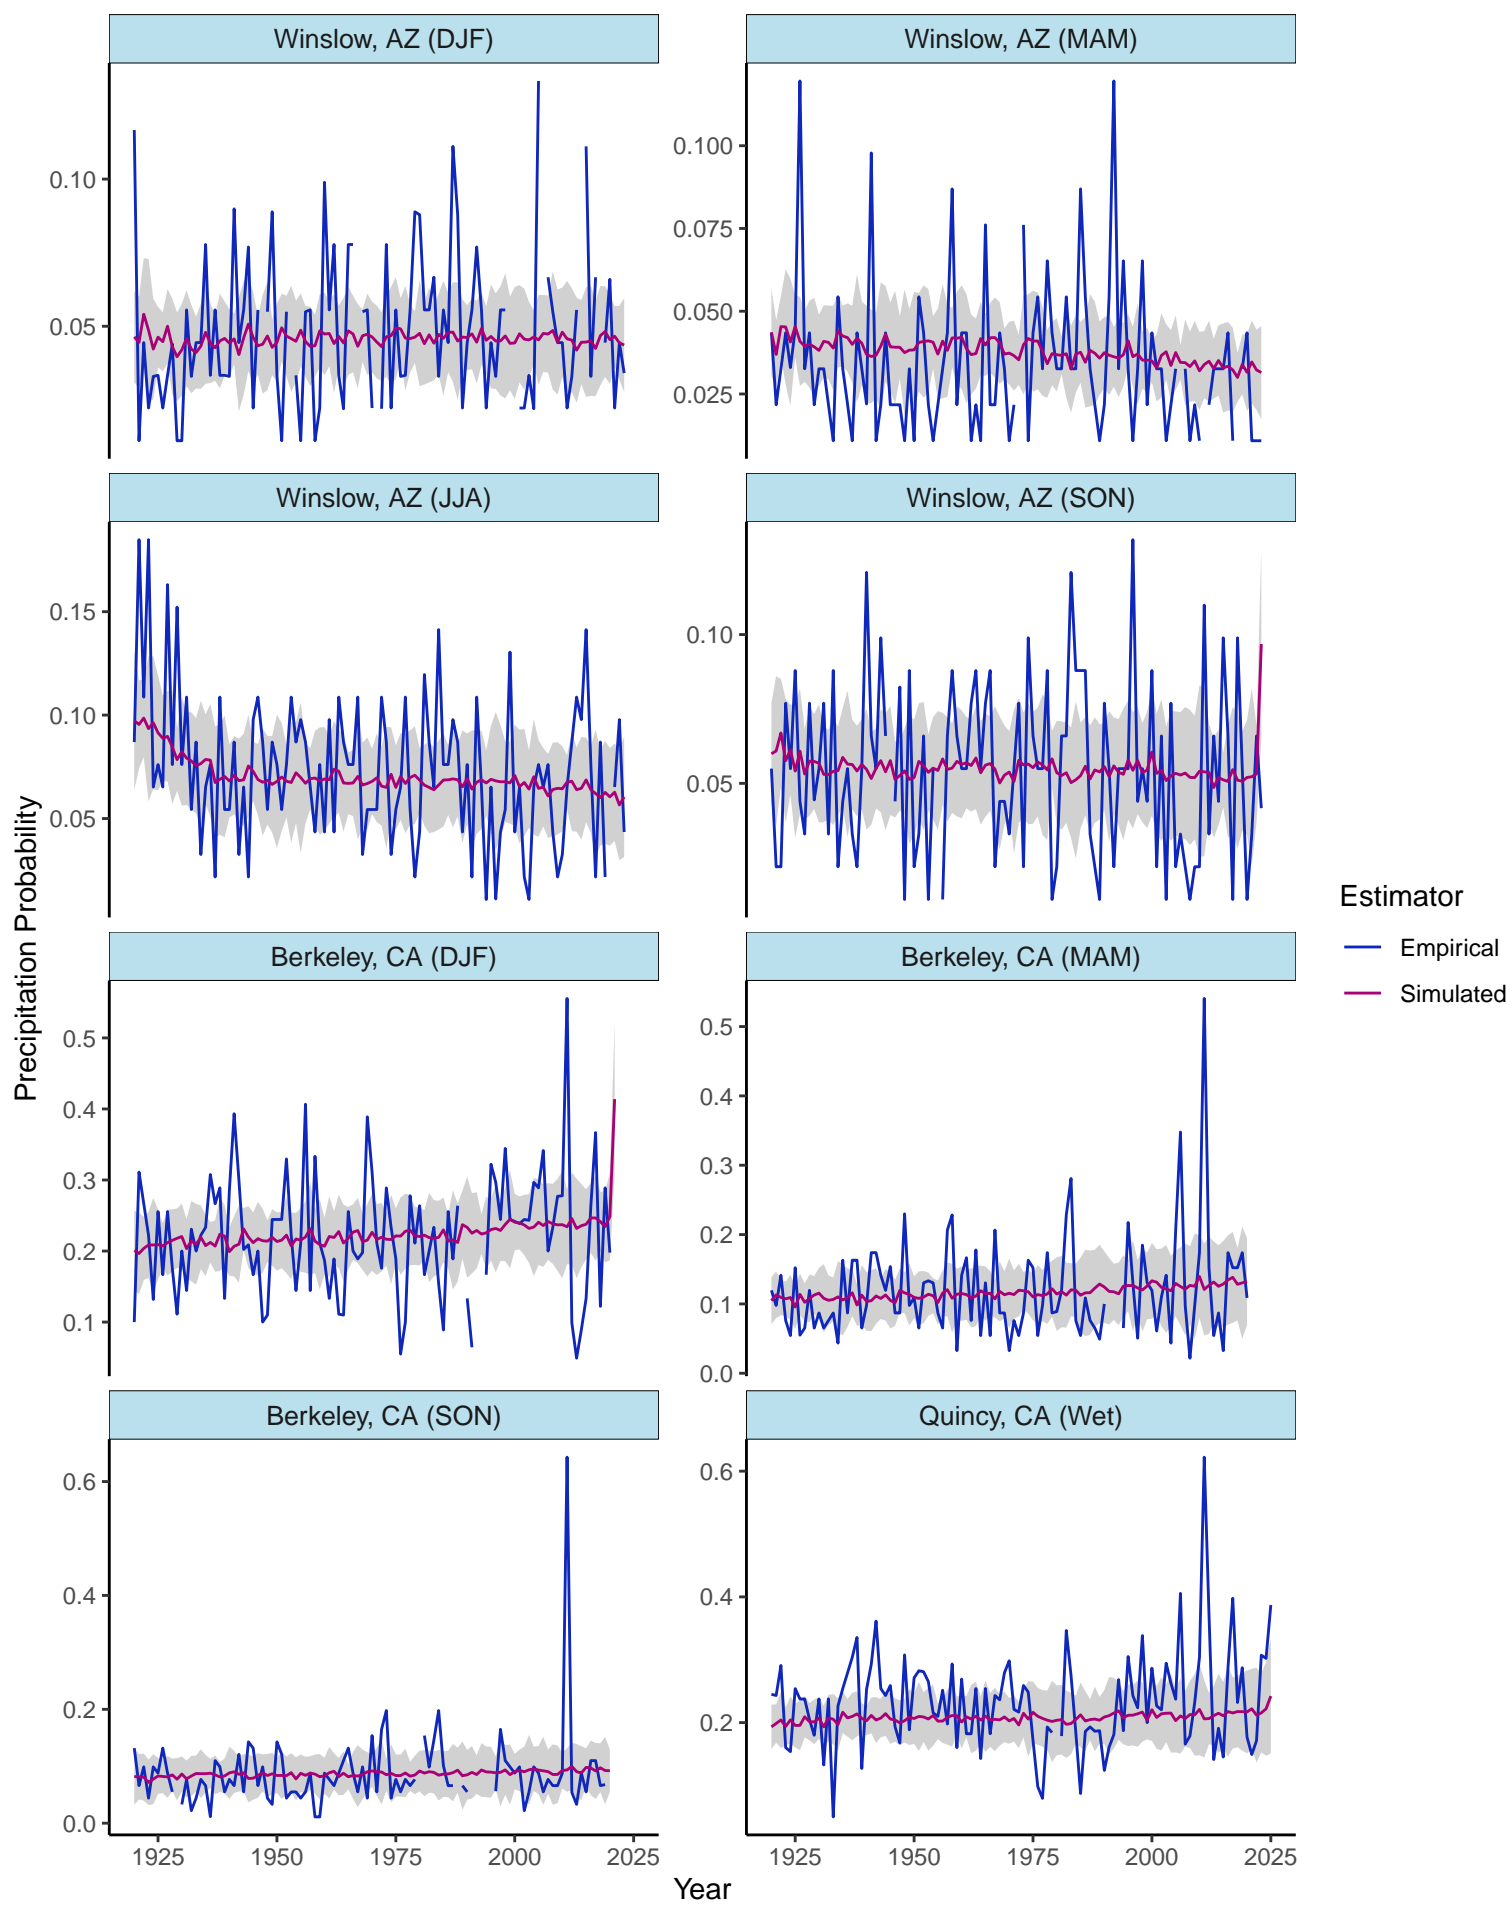 Winslow, AZ (DJF)
Winslow, AZ (MAM)
0.10
0.05
0.100
0.075
0.050
0.025
Winslow, AZ (JJA)
Winslow, AZ (SON)
0.15
0.10
0.05
0.10
0.05
Precipitation Probability
Estimator
Empirical
Simulated
Berkeley, CA (DJF)
Berkeley, CA (MAM)
0.5
0.4
0.3
0.2
0.1
0.5
0.4
0.3
0.2
0.1
0.0
Berkeley, CA (SON)
Quincy, CA (Wet)
0.6
0.4
0.2
0.0
0.6
0.4
0.2
1925 1950 1975 2000 2025
1925 1950 1975 2000 2025
Year